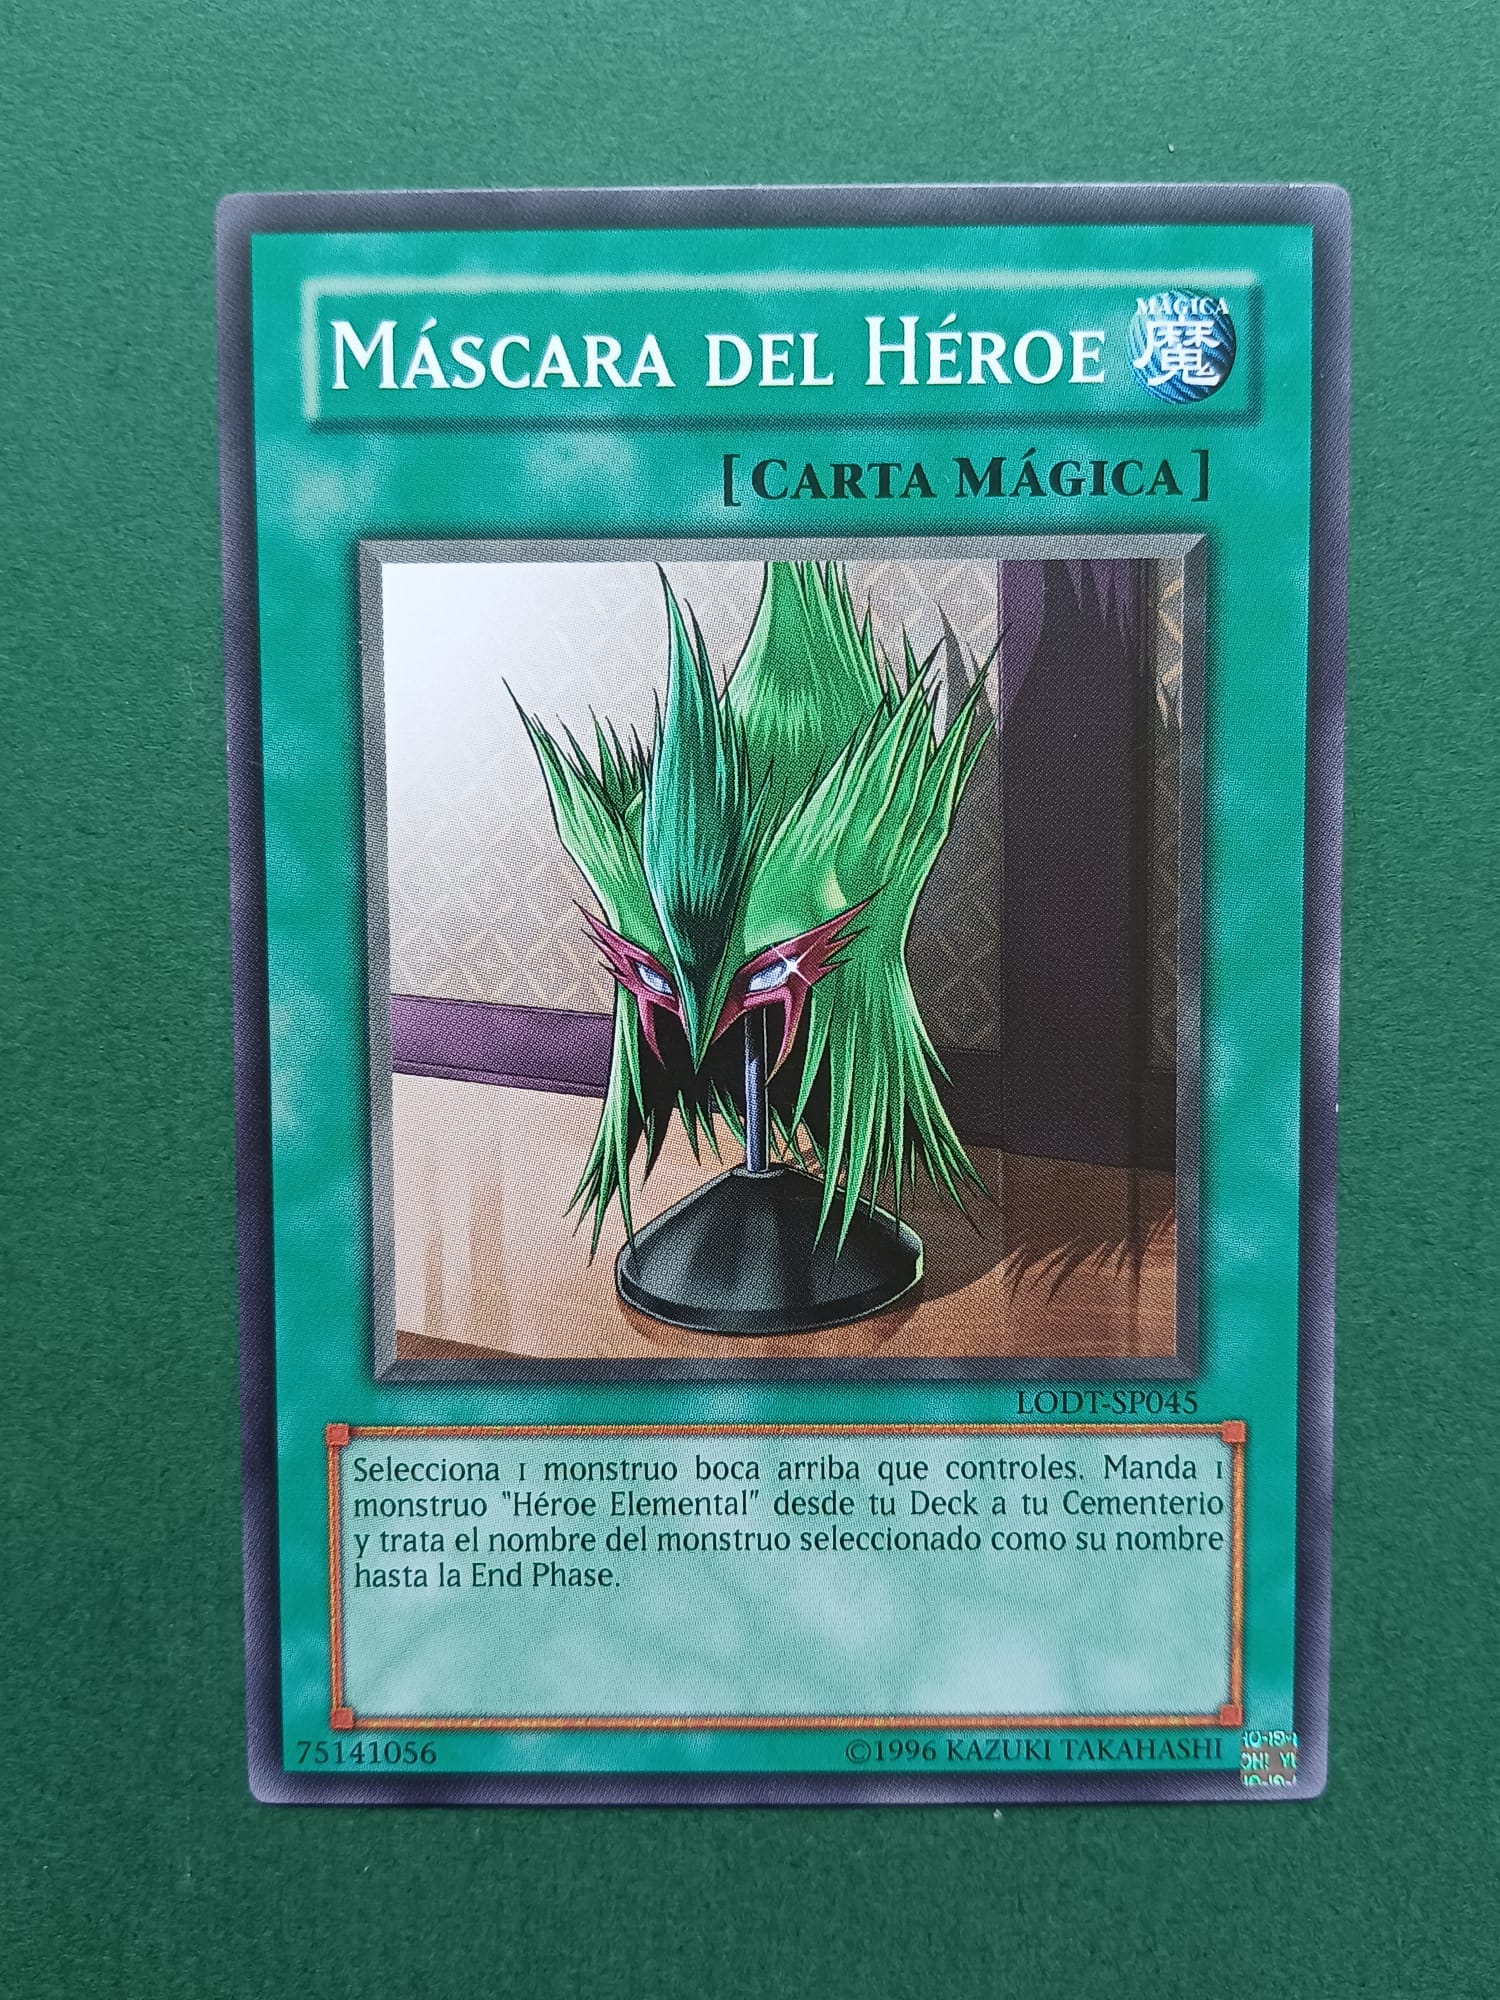 MÁSCARA DEL HÉROE
MÁGICA
魔
[CARTA MÁGICA]
LODT-SP045
Selecciona 1 monstruo boca arriba que controles. Manda 1
monstruo "Héroe Elemental" desde tu Deck a tu Cementerio
y trata el nombre del monstruo seleccionado como su nombre
hasta la End Phase.
75141056
©1996 KAZUKI TAKAHASHI